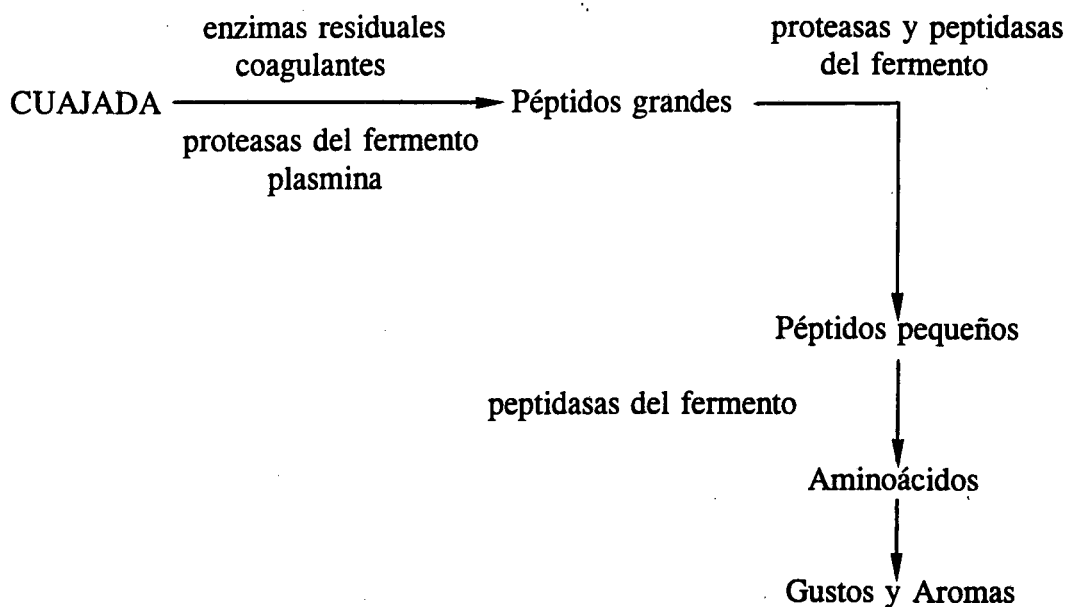 enzimas residuales
coagulantes
proteasas y peptidasas
del fermento
CUAJADA
Péptidos grandes
proteasas del fermento
plasmina
Péptidos pequeños
peptidasas del fermento
Aminoácidos
Gustos y Aromas